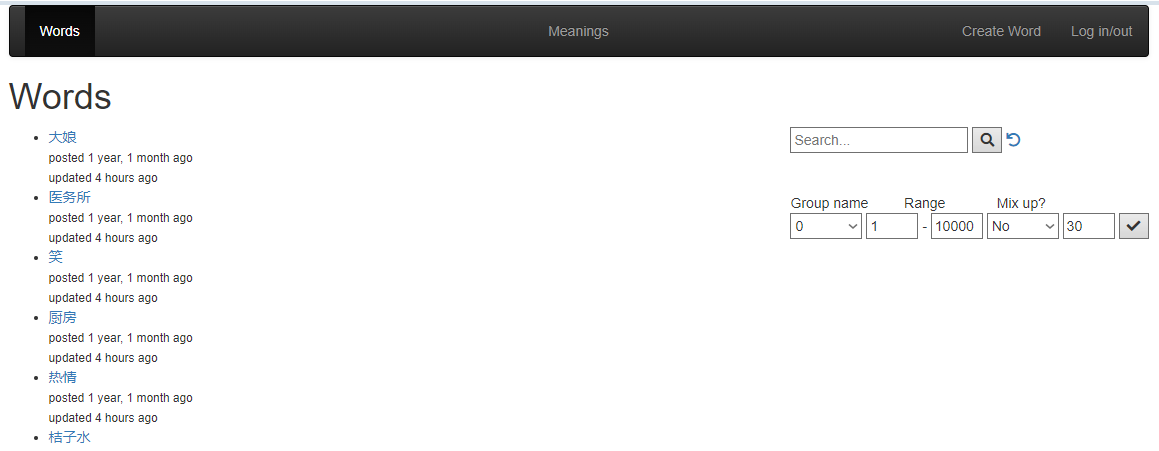 Words Meanings Create Word Log in/out
Words
大娘
posted 1 year, 1 month ago
updated 4 hours ago
医务所
posted 1 year, 1 month ago
updated 4 hours ago
笑
posted 1 year, 1 month ago
updated 4 hours ago
厨房
posted 1 year, 1 month ago
updated 4 hours ago
热情
posted 1 year, 1 month ago
updated 4 hours ago
桔子水
Search...
Group name Range Mix up?
0 1 - 10000 No 30